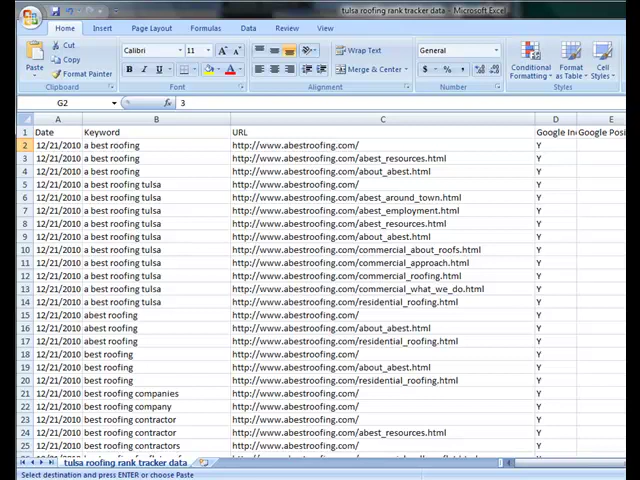 tulsa roofing rank tracker data - Microsoft Excel
Home Insert Page Layout Formulas Data Review View
Cut
Copy
Format Painter
Paste
Clipboard
Calibri 11
B I U
Font
Wrap Text
Merge & Center
Alignment
General
$ % ,
Number
Conditional Formatting
Format as Table
Cell Styles
Styles
G2 fx 3
A B C D E
1 Date Keyword URL Google In Google Posi
2 12/21/2010 a best roofing http://www.abestroofing.com/ Y
3 12/21/2010 a best roofing http://www.abestroofing.com/abest_resources.html Y
4 12/21/2010 a best roofing http://www.abestroofing.com/about_abest.html Y
5 12/21/2010 a best roofing tulsa http://www.abestroofing.com/ Y
6 12/21/2010 a best roofing tulsa http://www.abestroofing.com/abest_around_town.html Y
7 12/21/2010 a best roofing tulsa http://www.abestroofing.com/abest_employment.html Y
8 12/21/2010 a best roofing tulsa http://www.abestroofing.com/abest_resources.html Y
9 12/21/2010 a best roofing tulsa http://www.abestroofing.com/about_abest.html Y
10 12/21/2010 a best roofing tulsa http://www.abestroofing.com/commercial_about_roofs.html Y
11 12/21/2010 a best roofing tulsa http://www.abestroofing.com/commercial_approach.html Y
12 12/21/2010 a best roofing tulsa http://www.abestroofing.com/commercial_roofing.html Y
13 12/21/2010 a best roofing tulsa http://www.abestroofing.com/commercial_what_we_do.html Y
14 12/21/2010 a best roofing tulsa http://www.abestroofing.com/residential_roofing.html Y
15 12/21/2010 abest roofing http://www.abestroofing.com/ Y
16 12/21/2010 abest roofing http://www.abestroofing.com/about_abest.html Y
17 12/21/2010 abest roofing http://www.abestroofing.com/residential_roofing.html Y
18 12/21/2010 best roofing http://www.abestroofing.com/ Y
19 12/21/2010 best roofing http://www.abestroofing.com/about_abest.html Y
20 12/21/2010 best roofing http://www.abestroofing.com/residential_roofing.html Y
21 12/21/2010 best roofing companies http://www.abestroofing.com/ Y
22 12/21/2010 best roofing company http://www.abestroofing.com/ Y
23 12/21/2010 best roofing contractor http://www.abestroofing.com/ Y
24 12/21/2010 best roofing contractor http://www.abestroofing.com/abest_resources.html Y
25 12/21/2010 best roofing contractors http://www.abestroofing.com/ Y
tulsa roofing rank tracker data
Select destination and press ENTER or choose Paste